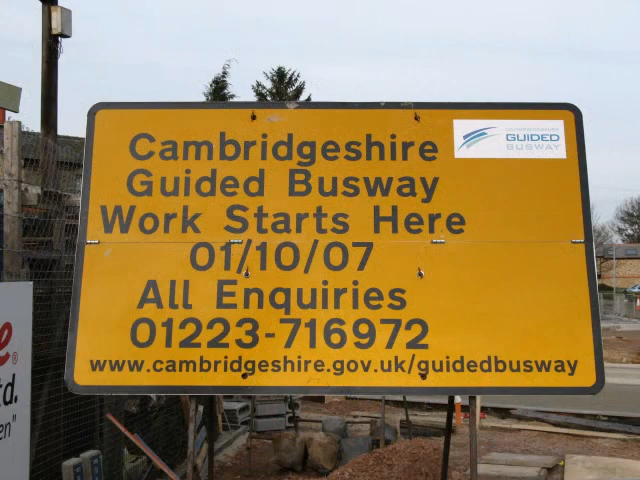 CAMBRIDGESHIRE
GUIDED
BUSWAY
Cambridgeshire
Guided Busway
Work Starts Here
01/10/07
All Enquiries
01223-716972
www.cambridgeshire.gov.uk/guidedbusway